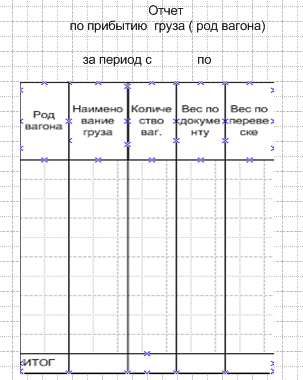 Отчет
по прибытию груза ( род вагона)
за период с по
Род
вагона
Наимено
вание
груза
Количе
ство
ваг.
Вес по
докуме
нту
Вес по
переве
ске
ИТОГ